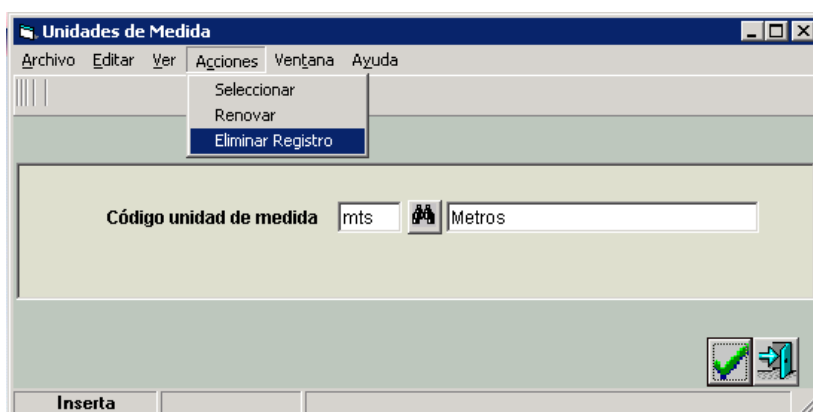 Unidades de Medida
Archivo Editar Ver Acciones Ventana Ayuda
Seleccionar
Renovar
Eliminar Registro
Código unidad de medida mts Metros
Inserta